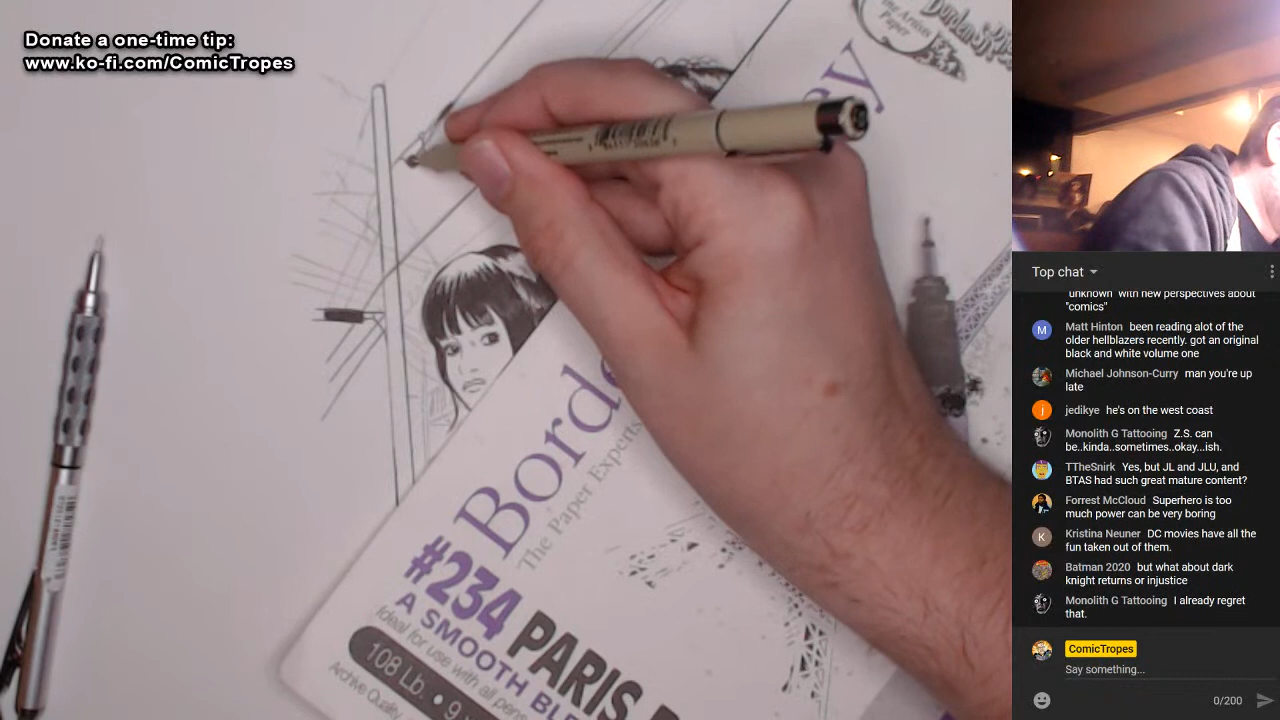 Donate a one-time tip:
www.ko-fi.com/ComicTropes
Borde
The Paper Experts
#234 PARIS
A SMOOTH BLE
Ideal for use with all pens
108 Lb. • 9
Archive Quality
Top chat
"unknown" with new perspectives about
"comics"
Matt Hinton been reading alot of the
older hellblazers recently. got an original
black and white volume one
Michael Johnson-Curry man you're up
late
jedikye he's on the west coast
Monolith G Tattooing Z.S. can
be..kinda..sometimes..okay...ish.
TTheSnirk Yes, but JL and JLU, and
BTAS had such great mature content?
Forrest McCloud Superhero is too
much power can be very boring
Kristina Neuner DC movies have all the
fun taken out of them.
Batman 2020 but what about dark
knight returns or injustice
Monolith G Tattooing I already regret
that.
ComicTropes
Say something...
0/200